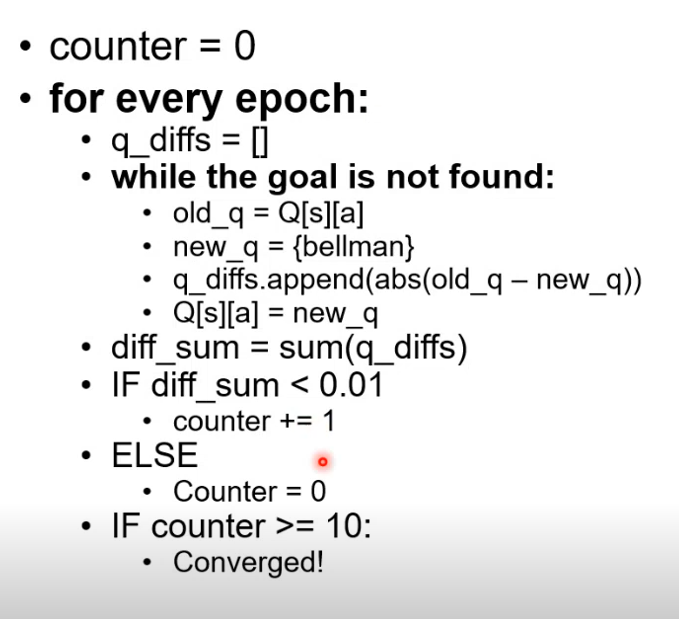 • counter = 0
• for every epoch:
• q_diffs = []
• while the goal is not found:
• old_q = Q[s][a]
• new_q = {bellman}
• q_diffs.append(abs(old_q – new_q))
• Q[s][a] = new_q
• diff_sum = sum(q_diffs)
• IF diff_sum < 0.01
• counter += 1
• ELSE
• Counter = 0
• IF counter >= 10:
• Converged!